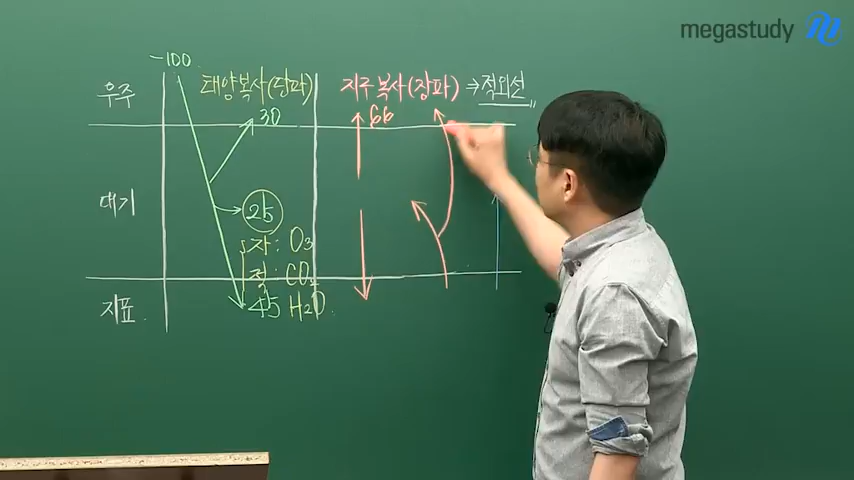 megastudy
-100
우주 태양복사(단파) 지구복사(장파) ⇒ 적외선
30 66
대기 25
자: O₃
적: CO₂
지표 45 H₂O